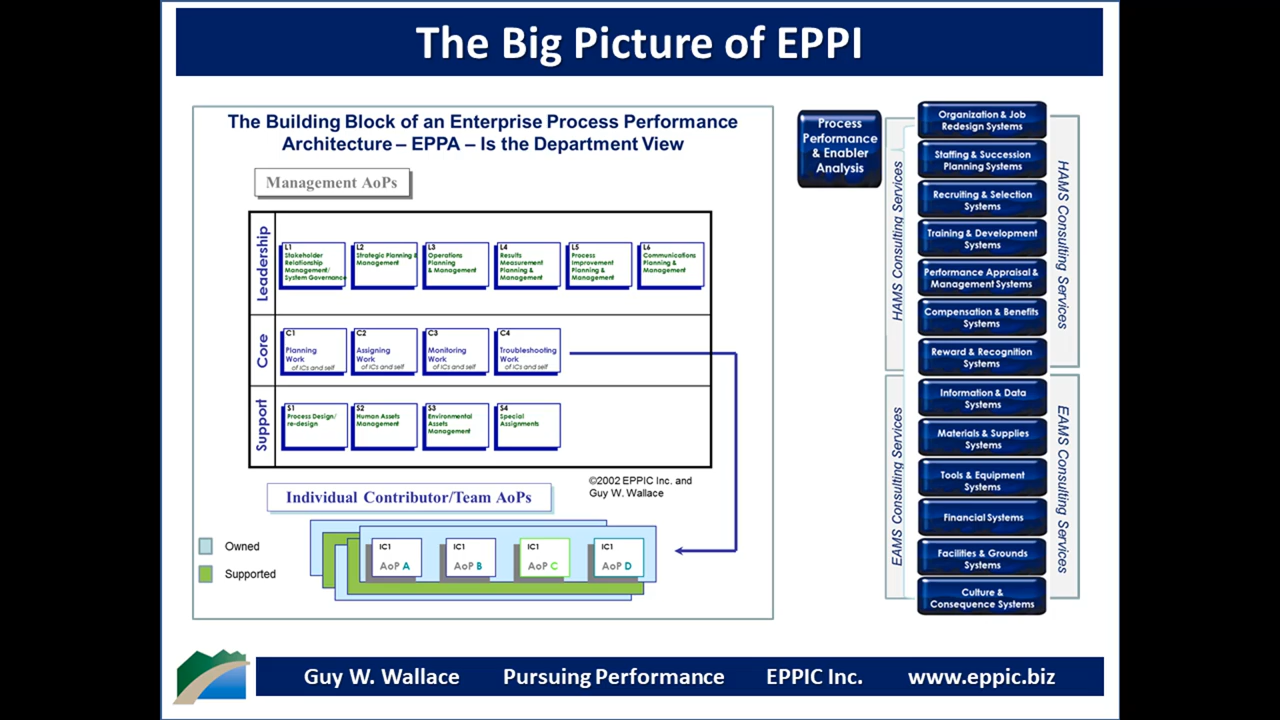 The Big Picture of EPPI
The Building Block of an Enterprise Process Performance
Architecture – EPPA – Is the Department View
Management AoPs
Leadership
L1
Stakeholder
Relationship
Management/
System Governance
L2
Strategic Planning &
Management
L3
Operations
Planning
& Management
L4
Results
Measurement
Planning &
Management
L5
Process
Improvement
Planning &
Management
L6
Communications
Planning &
Management
Core
C1
Planning
Work
of ICs and self
C2
Assigning
Work
of ICs and self
C3
Monitoring
Work
of ICs and self
C4
Troubleshooting
Work
of ICs and self
Support
S1
Process Design/
re-design
S2
Human Assets
Management
S3
Environmental
Assets
Management
S4
Special
Assignments
©2002 EPPIC Inc. and
Guy W. Wallace
Individual Contributor/Team AoPs
Owned
Supported
IC1
AoP A
IC1
AoP B
IC1
AoP C
IC1
AoP D
Process
Performance
& Enabler
Analysis
HAMS Consulting Services
EAMS Consulting Services
Organization & Job
Redesign Systems
Staffing & Succession
Planning Systems
Recruiting & Selection
Systems
Training & Development
Systems
Performance Appraisal &
Management Systems
Compensation & Benefits
Systems
Reward & Recognition
Systems
Information & Data
Systems
Materials & Supplies
Systems
Tools & Equipment
Systems
Financial Systems
Facilities & Grounds
Systems
Culture &
Consequence Systems
HAMS Consulting Services
EAMS Consulting Services
Guy W. Wallace Pursuing Performance EPPIC Inc. www.eppic.biz